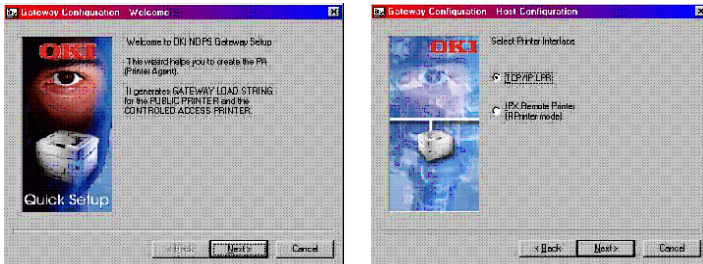 Gateway Configuration - Welcome
OKI
Quick Setup
Welcome to OKI NDPS Gateway Setup
This wizard helps you to create the PA
(Printer Agent).
It generates GATEWAY LOAD STRING
for the PUBLIC PRINTER and the
CONTROLED ACCESS PRINTER.
< Back
Next >
Cancel
Gateway Configuration - Host Configuration
OKI
Select Printer Interface
TCP/IP LPR
IPX Remote Printer
(RPrinter mode)
< Back
Next >
Cancel